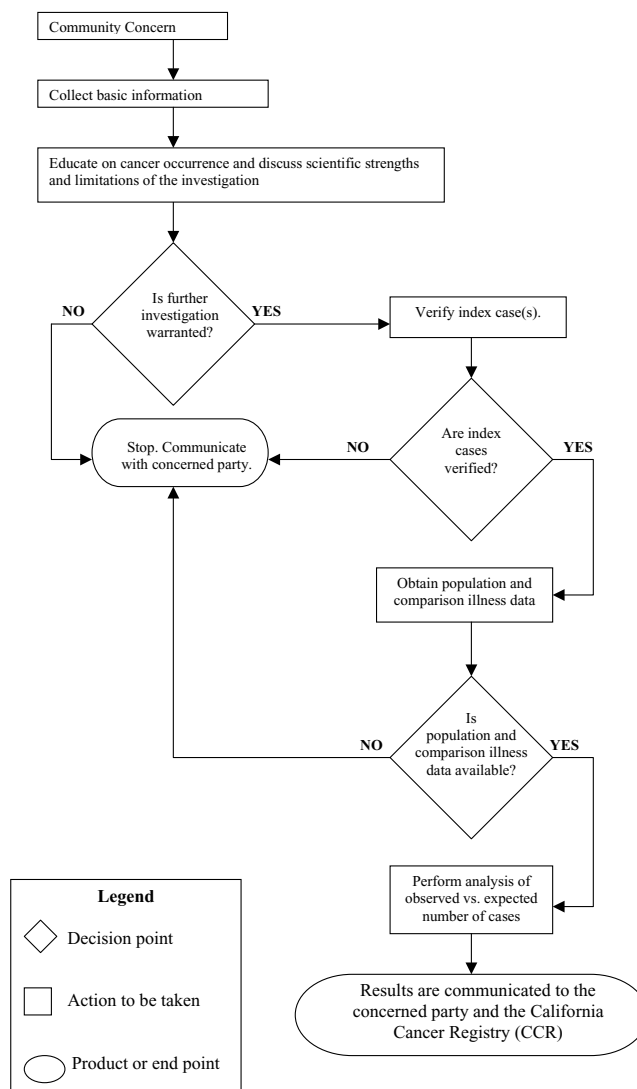 Community Concern
Collect basic information
Educate on cancer occurrence and discuss scientific strengths
and limitations of the investigation
NO
Is further
investigation
warranted?
YES
Verify index case(s).
Stop. Communicate
with concerned party.
NO
Are index
cases
verified?
YES
Obtain population and
comparison illness data
NO
Is
population and
comparison illness
data available?
YES
Perform analysis of
observed vs. expected
number of cases
Results are communicated to the
concerned party and the California
Cancer Registry (CCR)
Legend
Decision point
Action to be taken
Product or end point